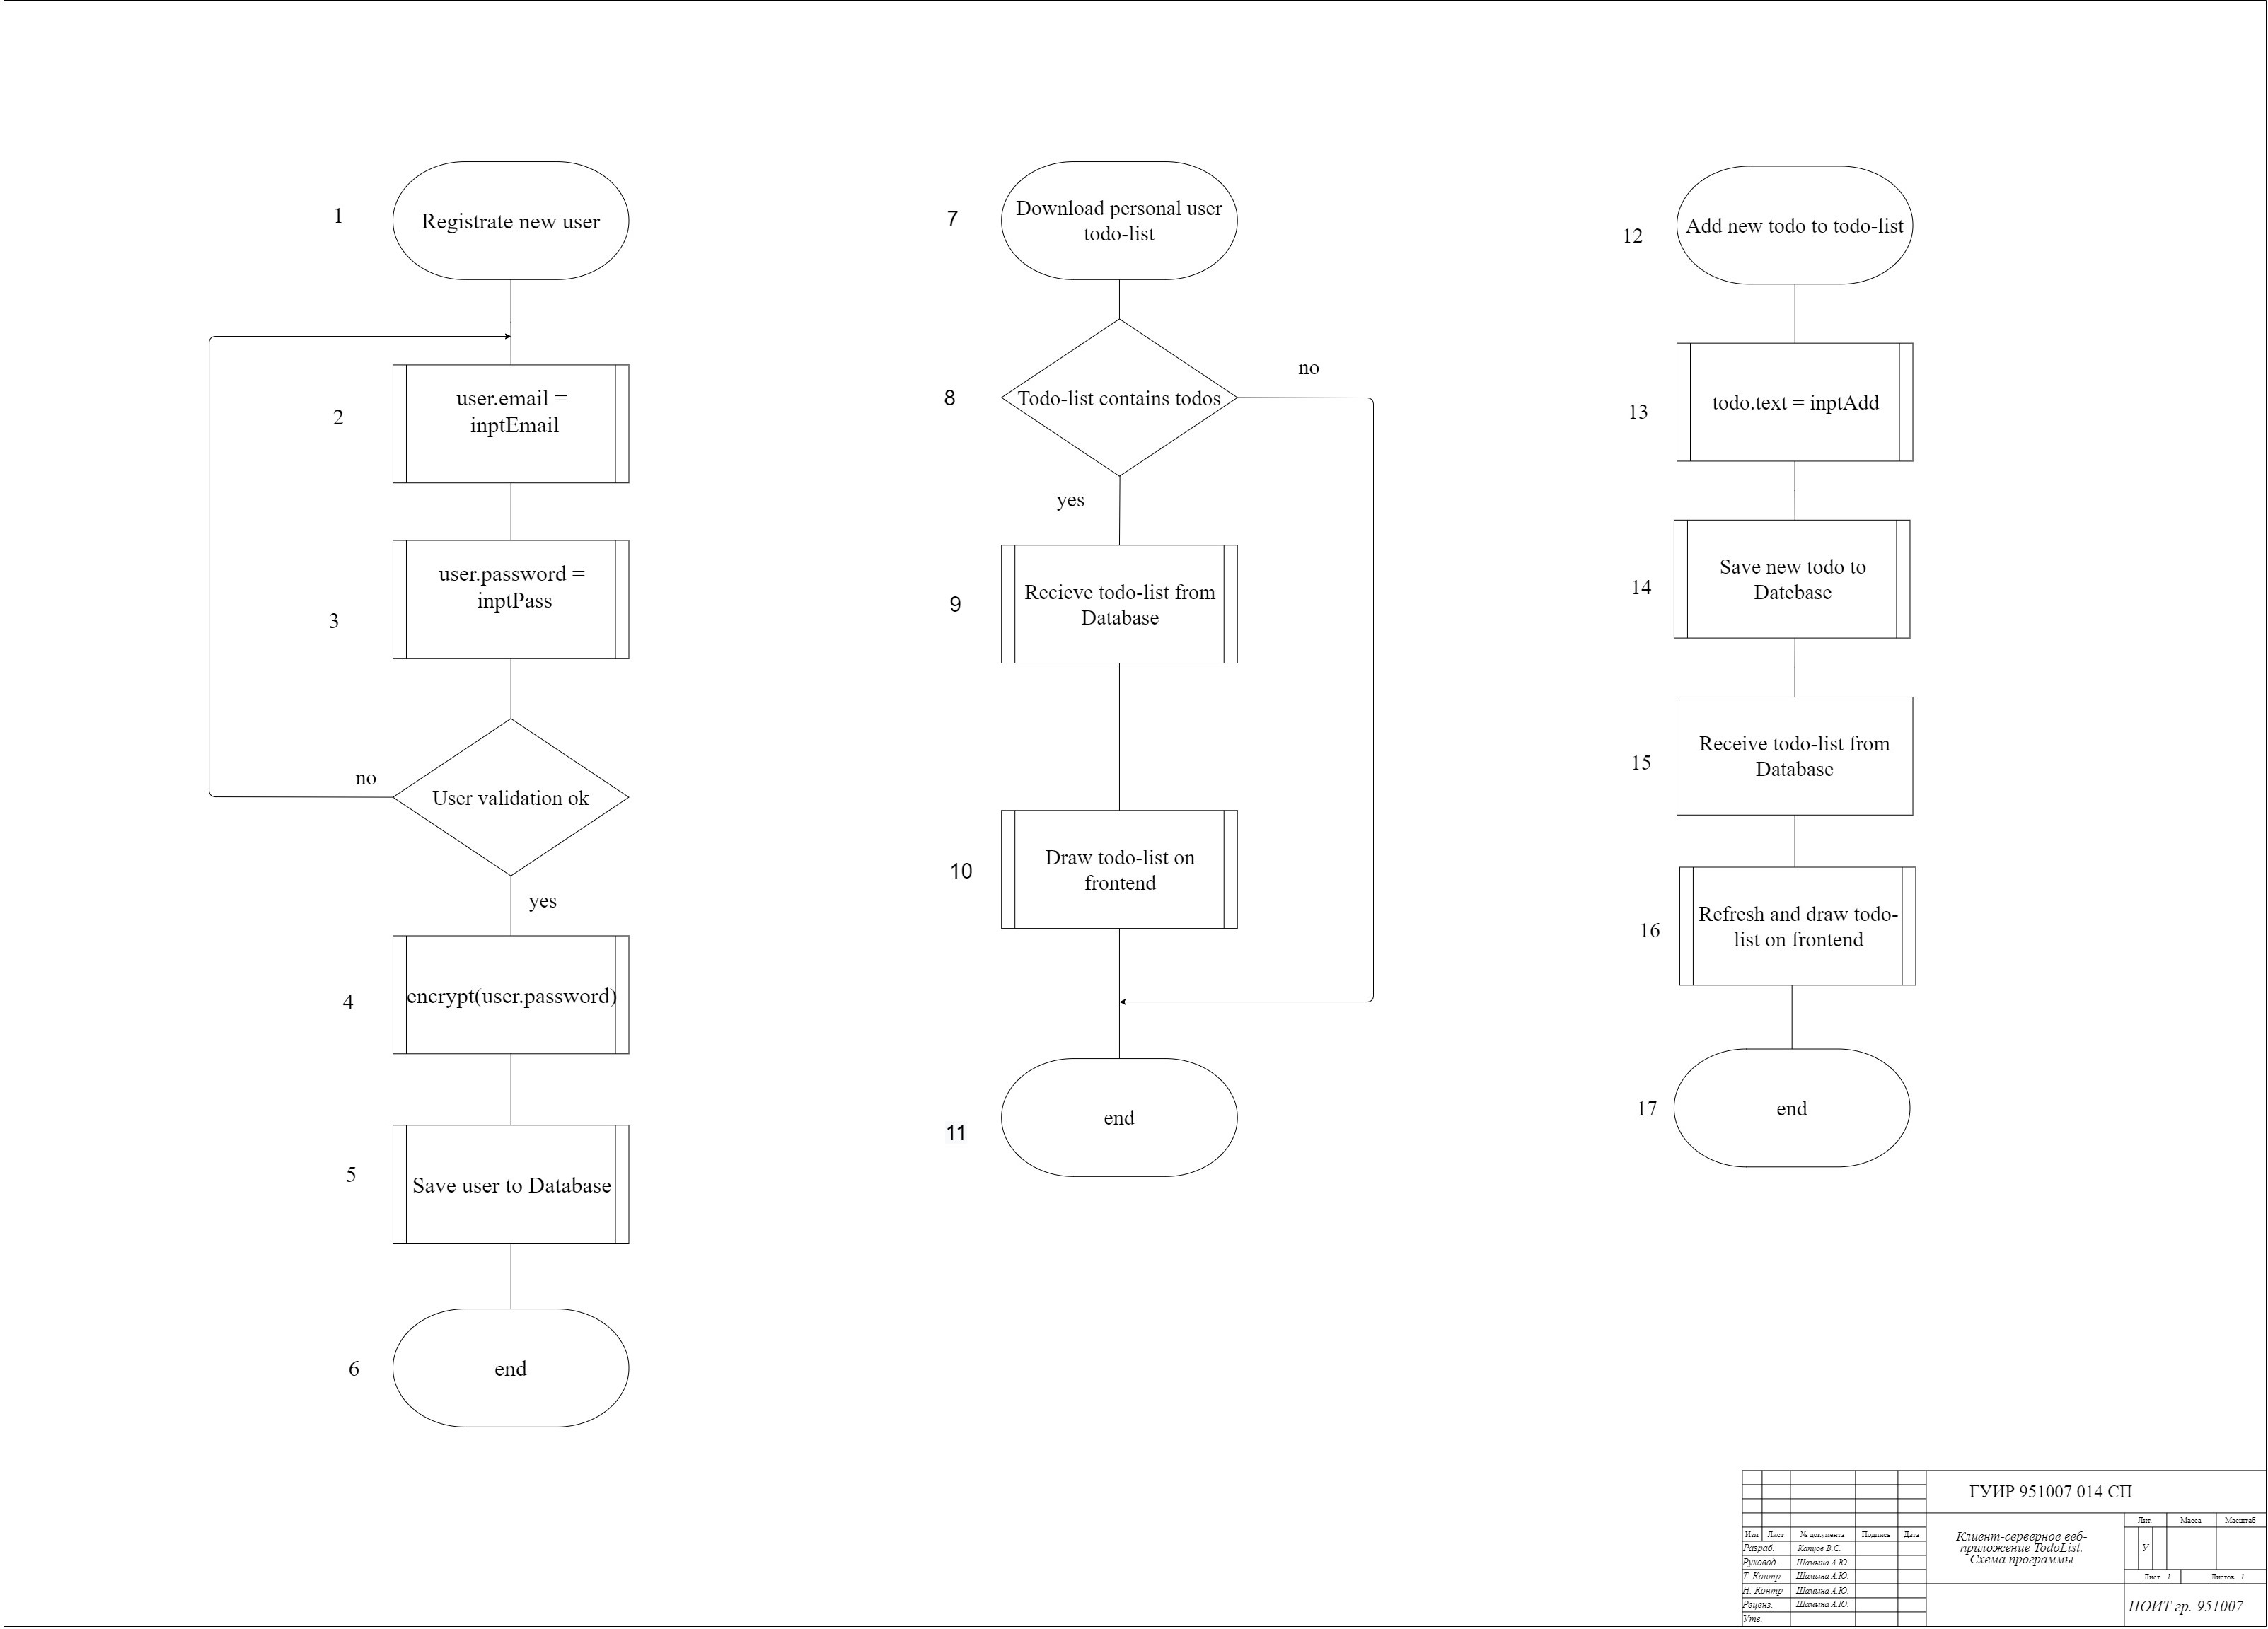 1
Registrate new user
2
user.email =
inptEmail
3
user.password =
inptPass
no
User validation ok
yes
4
encrypt(user.password)
5
Save user to Database
6
end
7
Download personal user
todo-list
8
Todo-list contains todos
no
yes
9
Recieve todo-list from
Database
10
Draw todo-list on
frontend
11
end
12
Add new todo to todo-list
13
todo.text = inptAdd
14
Save new todo to
Datebase
15
Receive todo-list from
Database
16
Refresh and draw todo-
list on frontend
17
end
ГУИР 951007 014 СП
Изм Лист № документа Подпись Дата
Разраб. Капцов В.С.
Руковод. Шамына А.Ю.
Т. Контр Шамына А.Ю.
Н. Контр Шамына А.Ю.
Реценз. Шамына А.Ю.
Утв.
Клиент-серверное веб-
приложение TodoList.
Схема программы
Лит. Масса Масштаб
У
Лист 1 Листов 1
ПОИТ гр. 951007